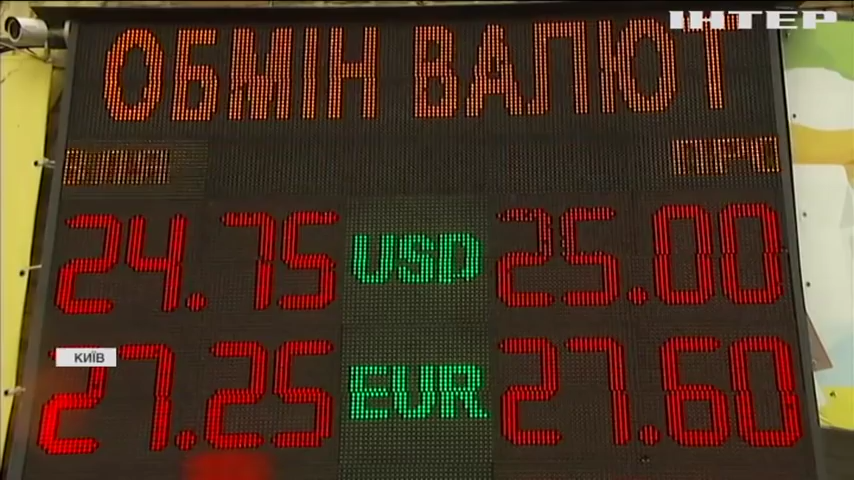 ІНТЕР
ОБМІН ВАЛЮТ
24.75 USD 25.00
КИЇВ
27.25 EUR 27.60